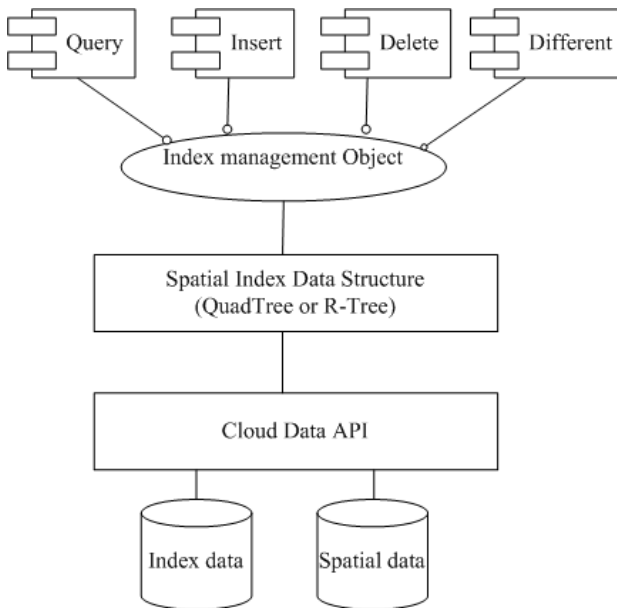 Query
Insert
Delete
Different
Index management Object
Spatial Index Data Structure
(QuadTree or R-Tree)
Cloud Data API
Index data
Spatial data